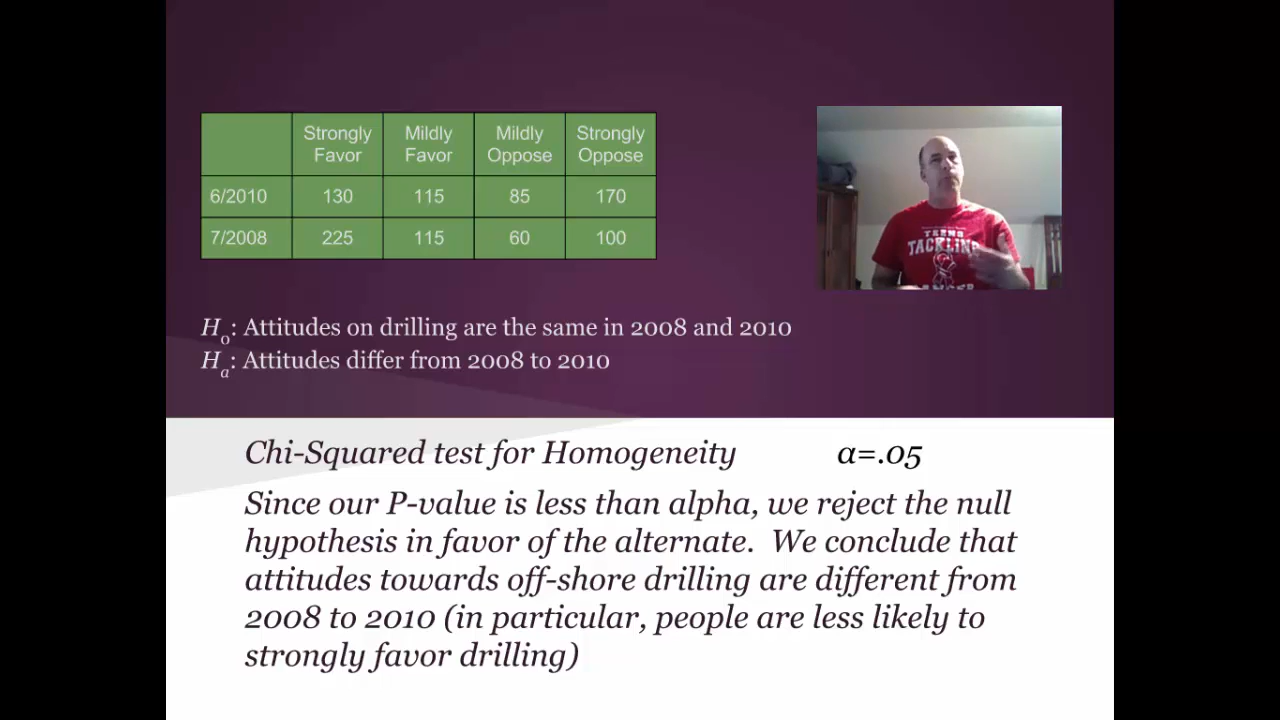 Strongly Favor Mildly Favor Mildly Oppose Strongly Oppose
6/2010 130 115 85 170
7/2008 225 115 60 100
H0: Attitudes on drilling are the same in 2008 and 2010
Ha: Attitudes differ from 2008 to 2010
TEENS
TACKLING
Chi-Squared test for Homogeneity α=.05
Since our P-value is less than alpha, we reject the null
hypothesis in favor of the alternate. We conclude that
attitudes towards off-shore drilling are different from
2008 to 2010 (in particular, people are less likely to
strongly favor drilling)